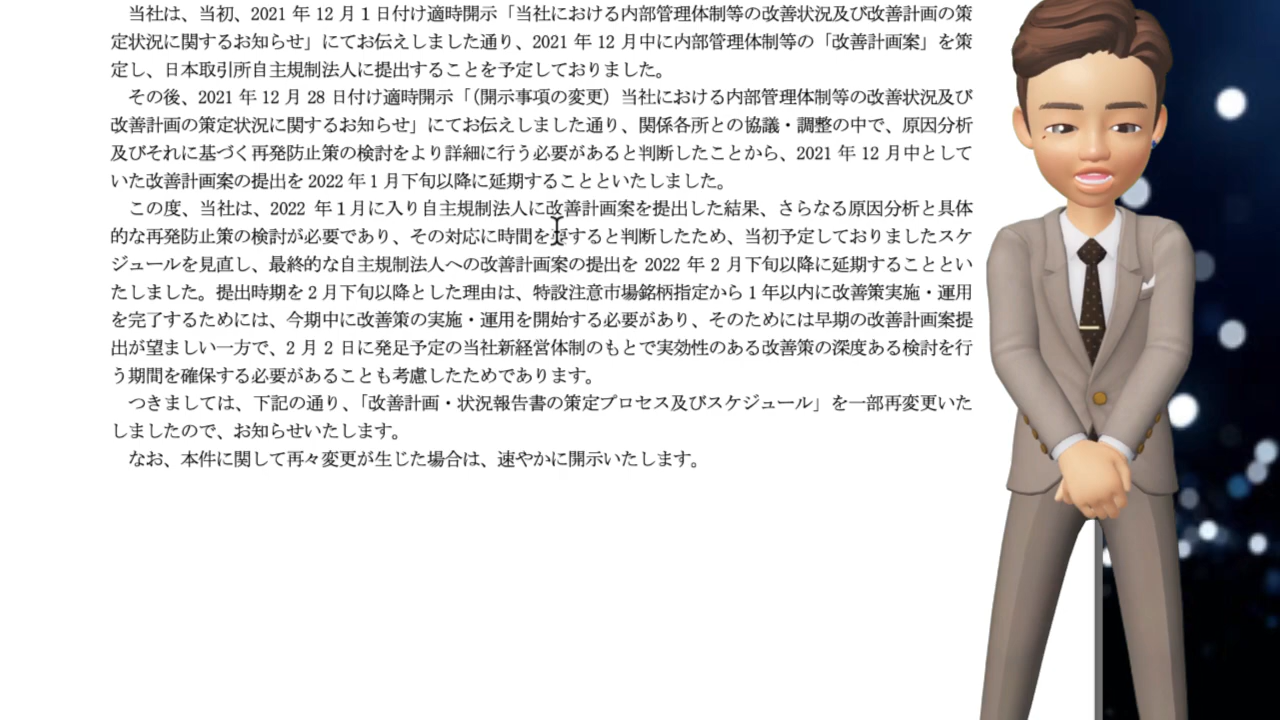 当社は、当初、2021 年 12 月 1 日付け適時開示「当社における内部管理体制等の改善状況及び改善計画の策
定状況に関するお知らせ」にてお伝えしました通り、2021 年 12 月中に内部管理体制等の「改善計画案」を策
定し、日本取引所自主規制法人に提出することを予定しておりました。
その後、2021 年 12 月 28 日付け適時開示「（開示事項の変更）当社における内部管理体制等の改善状況及び
改善計画の策定状況に関するお知らせ」にてお伝えしました通り、関係各所との協議・調整の中で、原因分析
及びそれに基づく再発防止策の検討をより詳細に行う必要があると判断したことから、2021 年 12 月中として
いた改善計画案の提出を 2022 年 1 月下旬以降に延期することといたしました。
この度、当社は、2022 年 1 月に入り自主規制法人に改善計画案を提出した結果、さらなる原因分析と具体
的な再発防止策の検討が必要であり、その対応に時間を要すると判断したため、当初予定しておりましたスケ
ジュールを見直し、最終的な自主規制法人への改善計画案の提出を 2022 年 2 月下旬以降に延期することとい
たしました。提出時期を 2 月下旬以降とした理由は、特設注意市場銘柄指定から 1 年以内に改善策実施・運用
を完了するためには、今期中に改善策の実施・運用を開始する必要があり、そのためには早期の改善計画案提
出が望ましい一方で、2 月 2 日に発足予定の当社新経営体制のもとで実効性のある改善策の深度ある検討を行
う期間を確保する必要があることも考慮したためであります。
つきましては、下記の通り、「改善計画・状況報告書の策定プロセス及びスケジュール」を一部再変更いた
しましたので、お知らせいたします。
なお、本件に関して再々変更が生じた場合は、速やかに開示いたします。